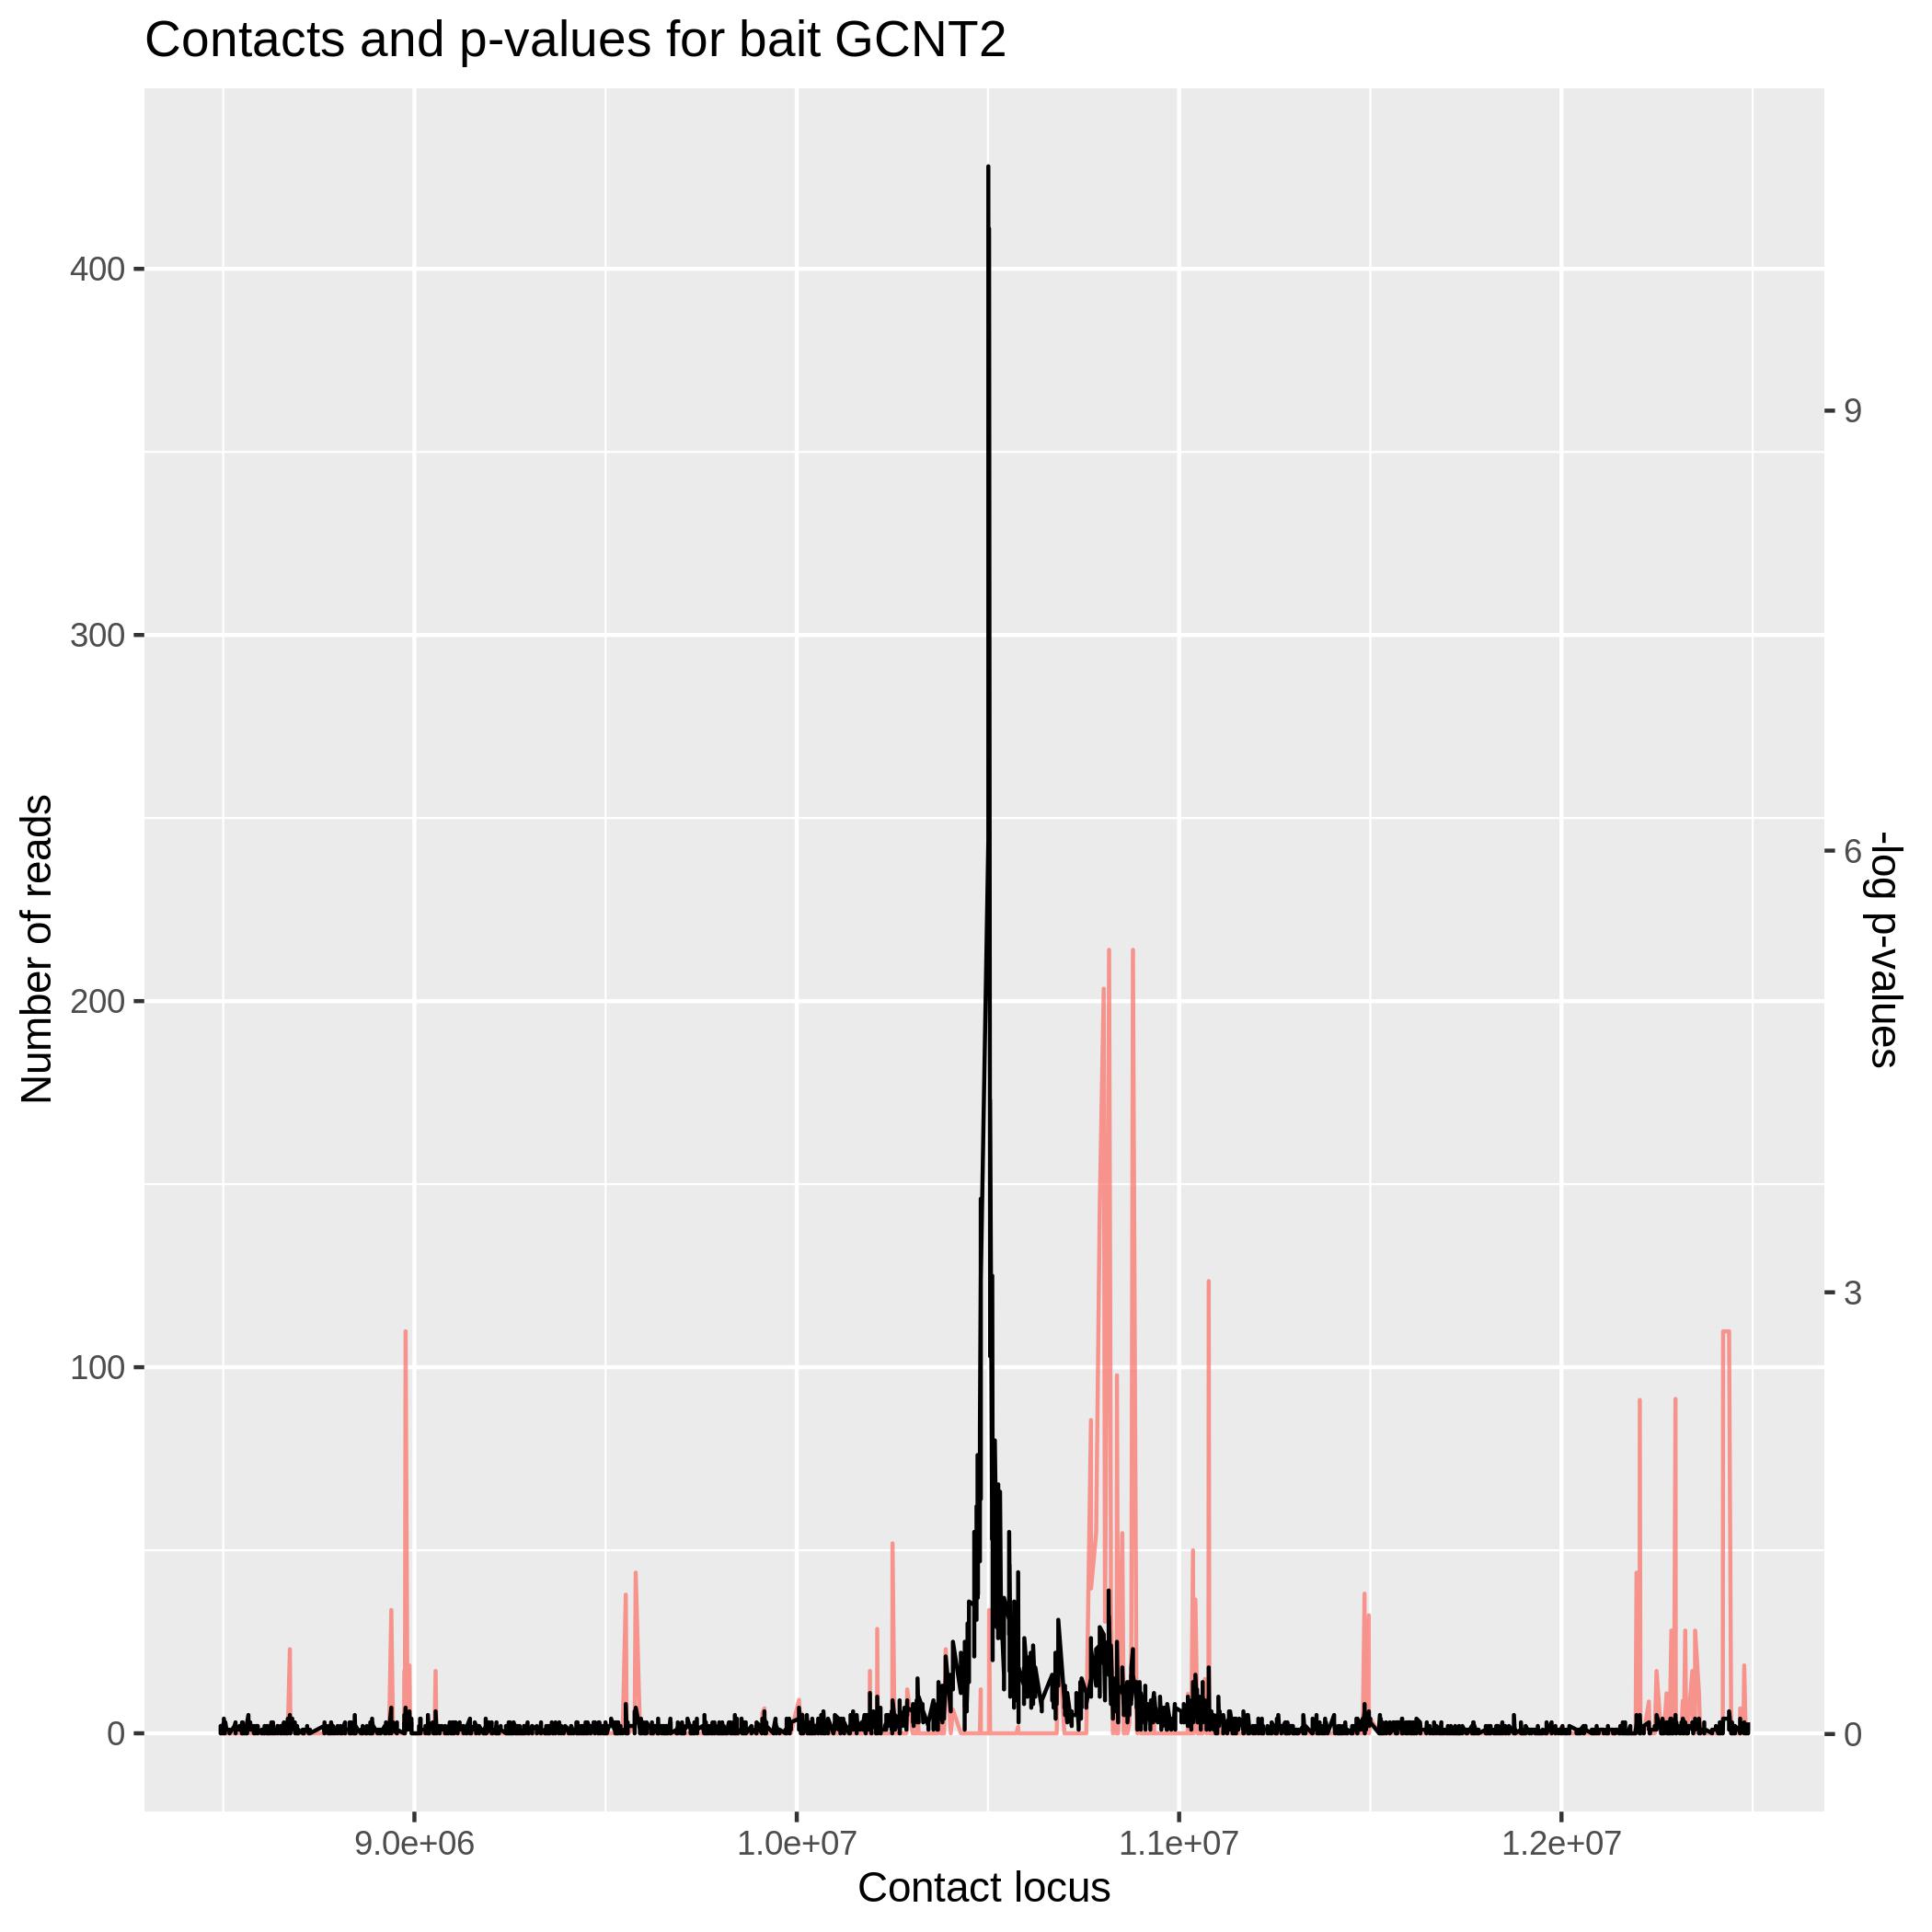 Contacts and p-values for bait GCNT2
400
300
200
100
0
Number of reads
9
6
3
0
-log p-values
9.0e+06
1.0e+07
1.1e+07
1.2e+07
Contact locus